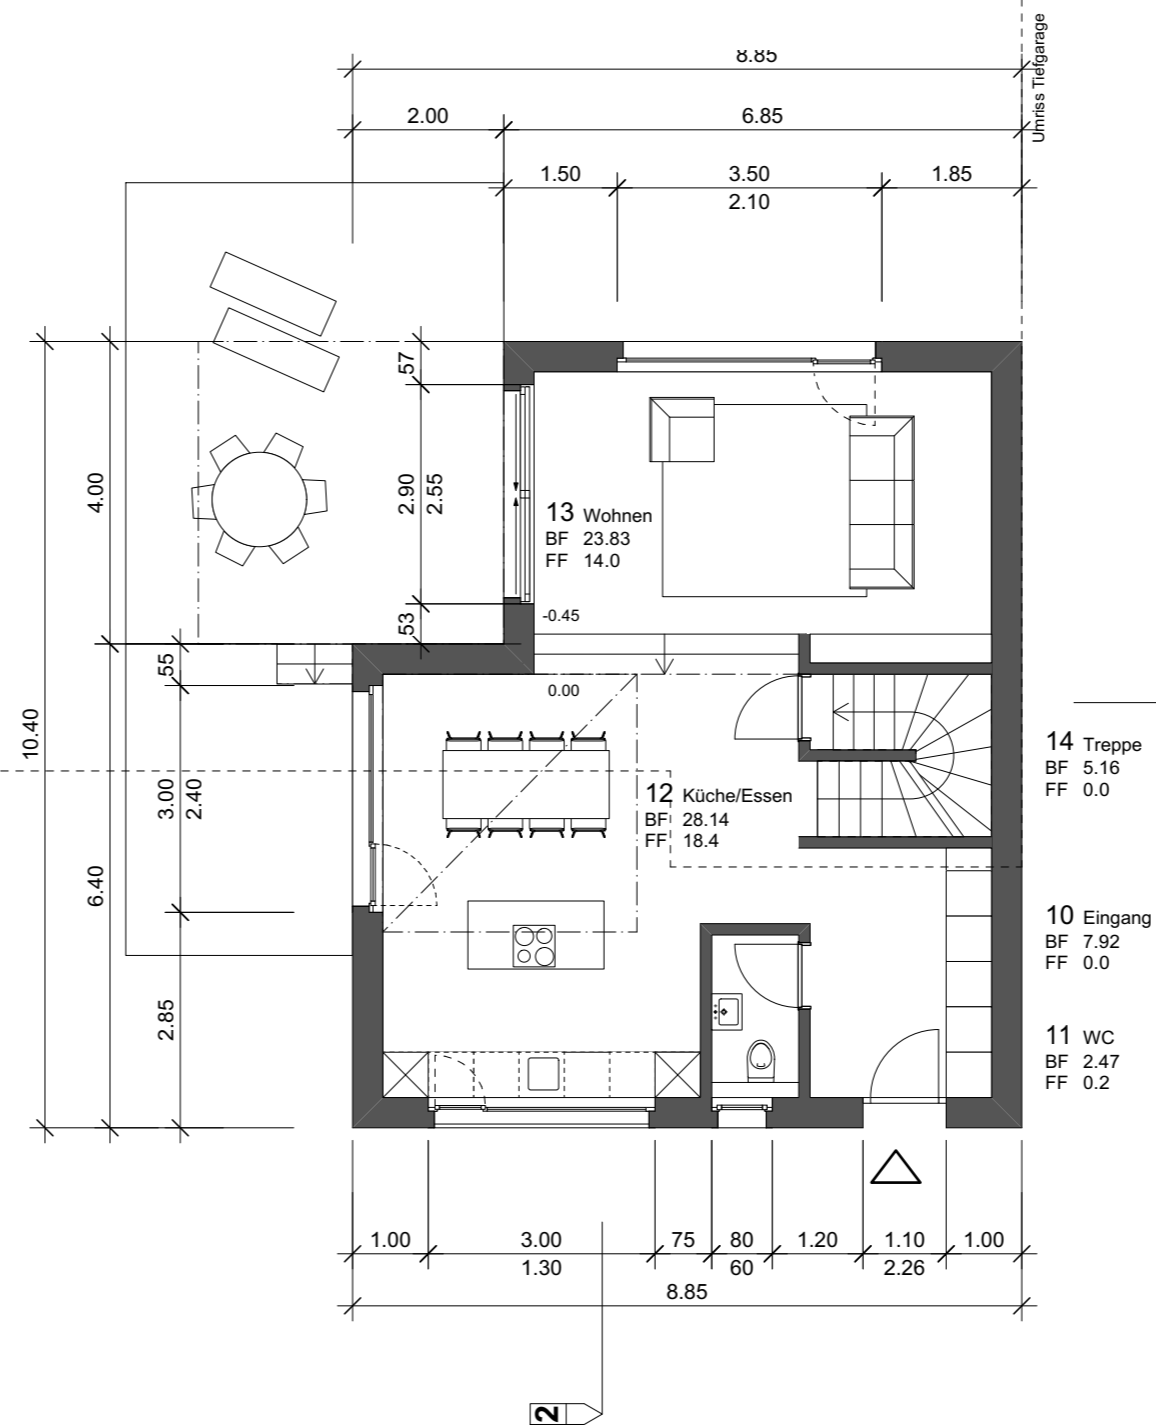 8.85
Umriss Tiefgarage
2.00
6.85
1.50
3.50
1.85
2.10
57
4.00
2.90
2.55
13 Wohnen
BF 23.83
FF 14.0
53
-0.45
55
0.00
10.40
3.00
2.40
14 Treppe
BF 5.16
FF 0.0
12 Küche/Essen
BF 28.14
FF 18.4
6.40
10 Eingang
BF 7.92
FF 0.0
2.85
11 WC
BF 2.47
FF 0.2
1.00
3.00
75
80
1.20
1.10
1.00
1.30
60
2.26
8.85
2